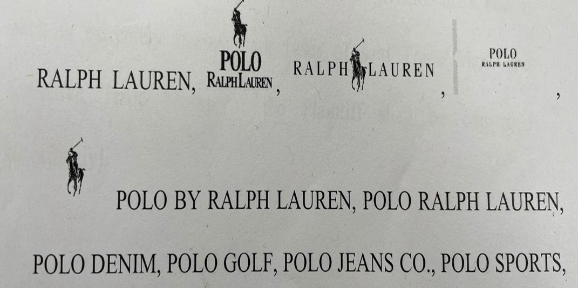 RALPH LAUREN, POLO RALPH LAUREN, RALPH LAUREN, POLO RALPH LAUREN,
POLO BY RALPH LAUREN, POLO RALPH LAUREN,
POLO DENIM, POLO GOLF, POLO JEANS CO., POLO SPORTS,